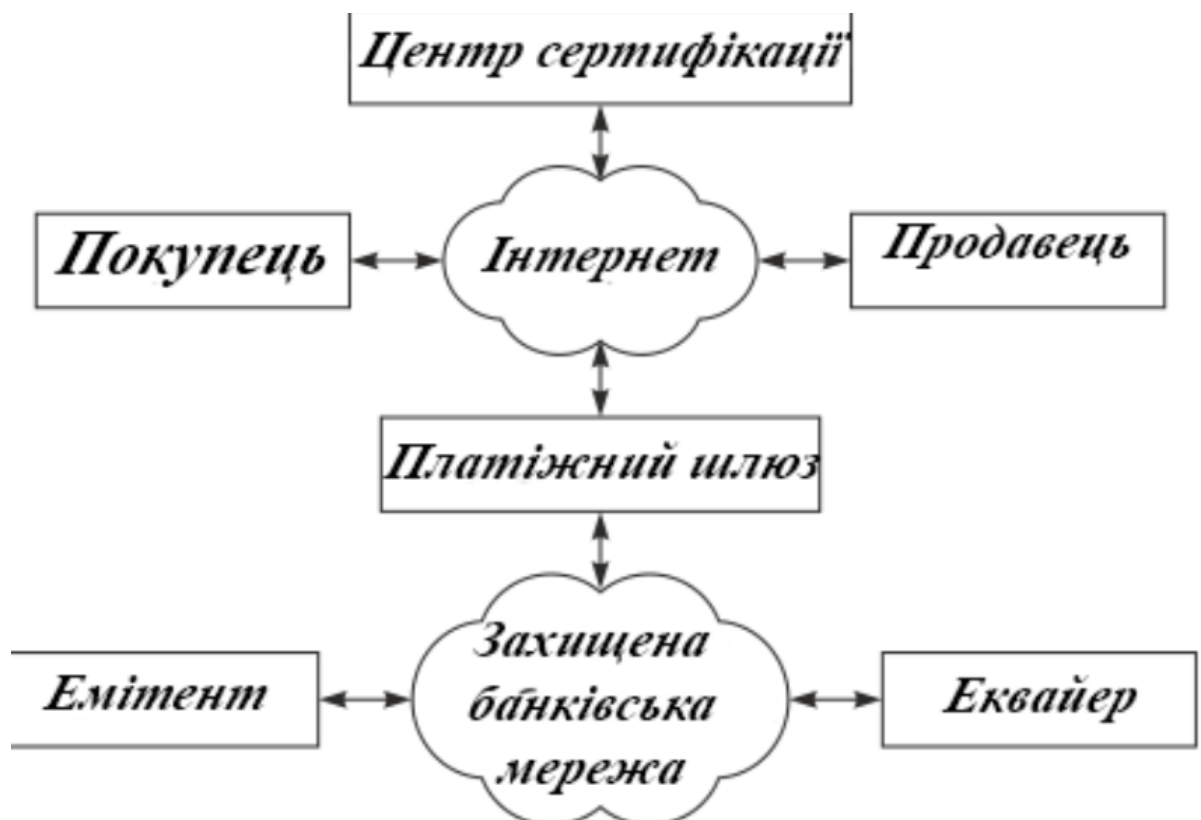 Центр сертифікації
Покупець
Інтернет
Продавець
Платіжний шлюз
Емітент
Захищена
банківська
мережа
Еквайер